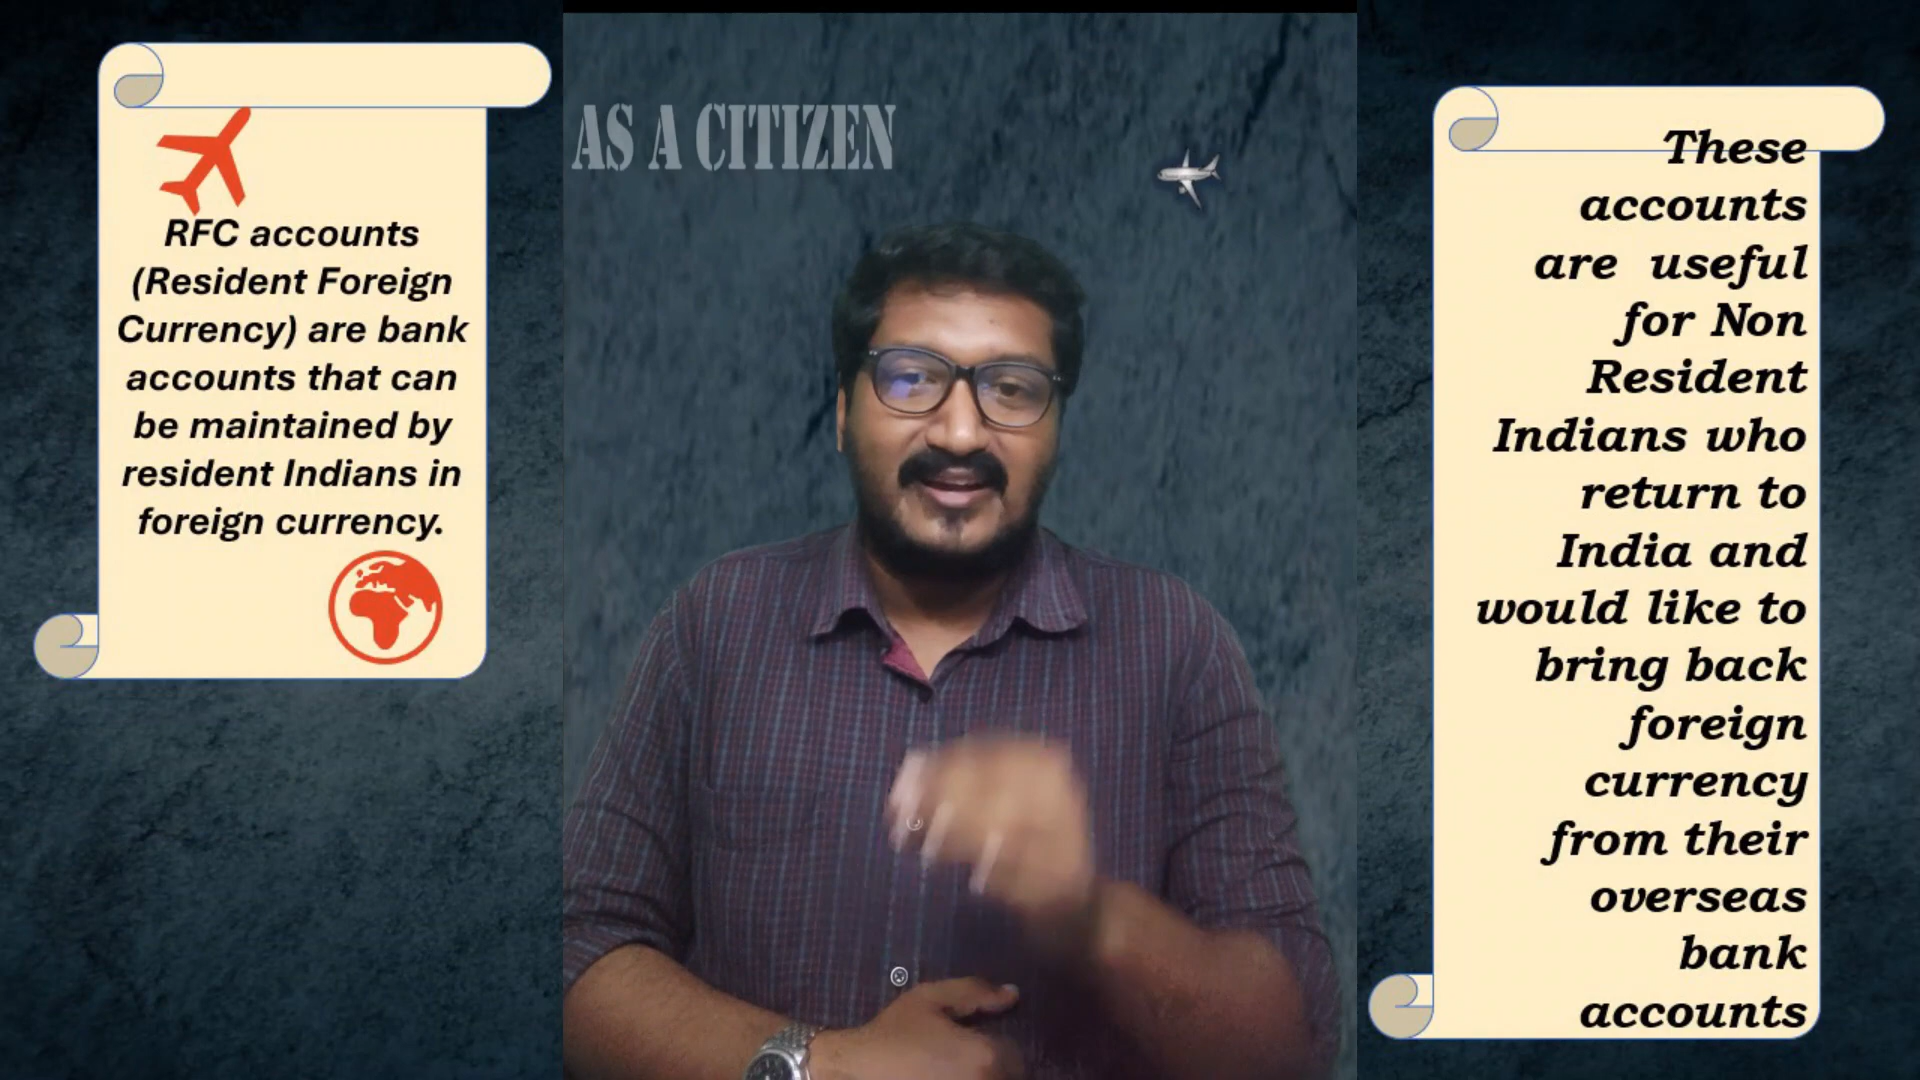 RFC accounts
(Resident Foreign
Currency) are bank
accounts that can
be maintained by
resident Indians in
foreign currency.
AS A CITIZEN
These
accounts
are useful
for Non
Resident
Indians who
return to
India and
would like to
bring back
foreign
currency
from their
overseas
bank
accounts